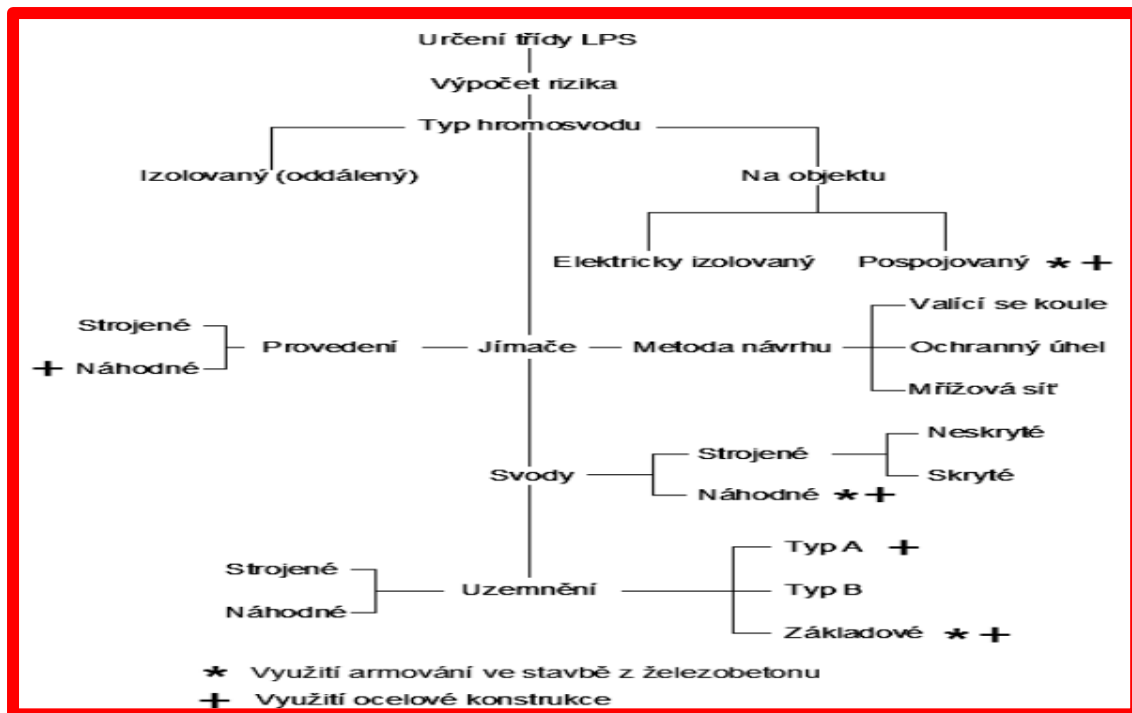 Určení třídy LPS
Výpočet rizika
Typ hromosvodu
Izolovaný (oddálený)
Na objektu
Elektricky izolovaný
Pospojovaný * +
Strojené
+ Náhodné
Provedení
Jímače
Metoda návrhu
Valící se koule
Ochranný úhel
Mřížová síť
Svody
Strojené
Neskryté
Skryté
Náhodné * +
Strojené
Náhodné
Uzemnění
Typ A +
Typ B
Základové * +
* Využití armování ve stavbě z železobetonu
+ Využití ocelové konstrukce